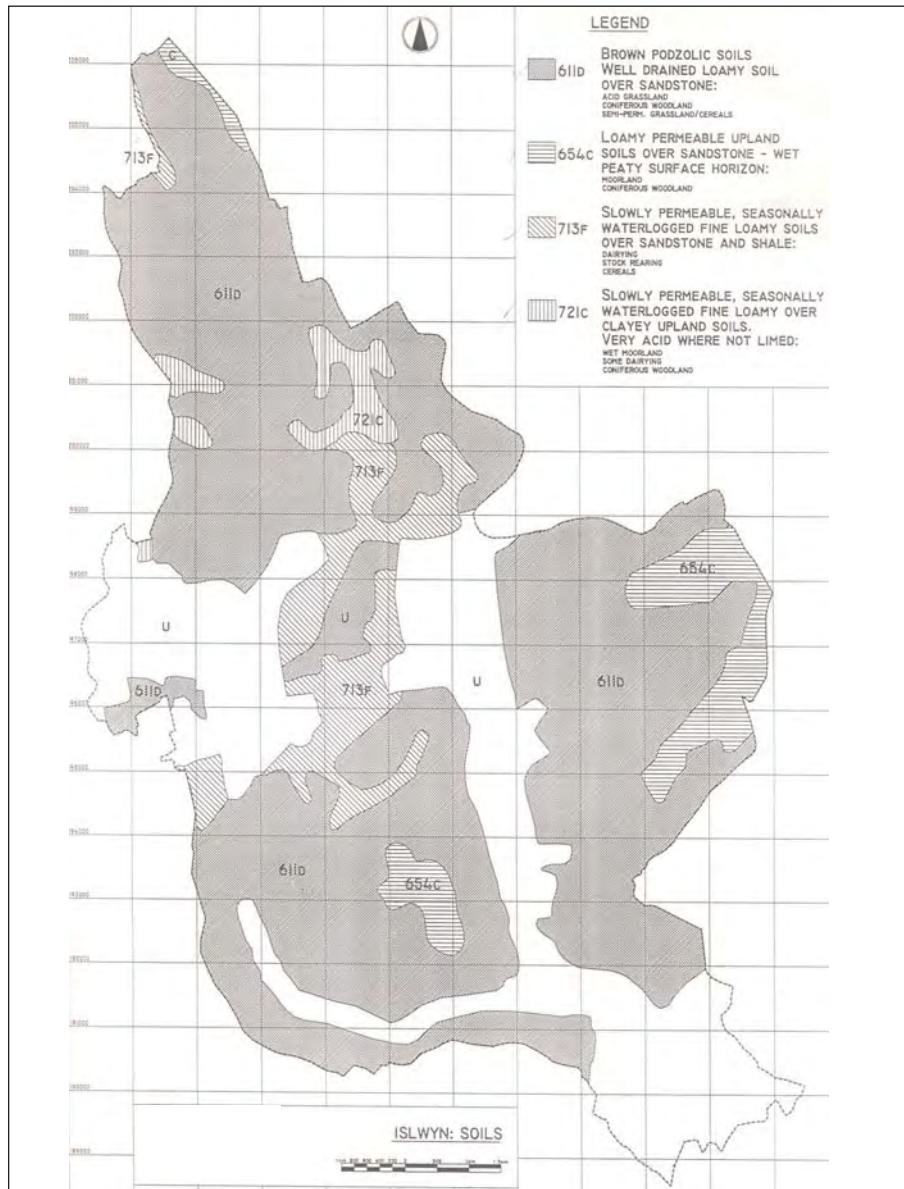 LEGEND
611D BROWN PODZOLIC SOILS
WELL DRAINED LOAMY SOIL
OVER SANDSTONE:
ACID GRASSLAND
CONIFEROUS WOODLAND
SEMI-PERM. GRASSLAND/CEREALS
654C LOAMY PERMEABLE UPLAND
SOILS OVER SANDSTONE - WET
PEATY SURFACE HORIZON:
MOORLAND
CONIFEROUS WOODLAND
713F SLOWLY PERMEABLE, SEASONALLY
WATERLOGGED FINE LOAMY SOILS
OVER SANDSTONE AND SHALE:
DAIRYING
STOCK REARING
CEREALS
721C SLOWLY PERMEABLE, SEASONALLY
WATERLOGGED FINE LOAMY OVER
CLAYEY UPLAND SOILS.
VERY ACID WHERE NOT LIMED:
WET MOORLAND
SOME DAIRYING
CONIFEROUS WOODLAND
C
713F
611D
721C
713F
654C
U
U
U
611D
611D
713F
611D
654C
ISLWYN: SOILS